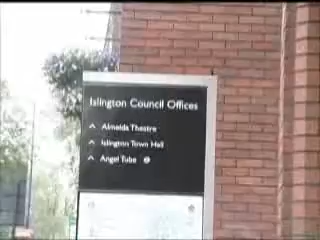 Islington Council Offices
Almeida Theatre
Islington Town Hall
Angel Tube